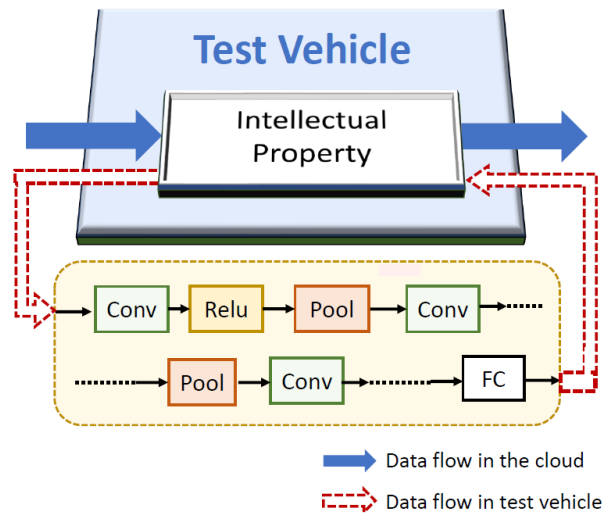 Test Vehicle
Intellectual
Property
Conv Relu Pool Conv
Pool Conv FC
Data flow in the cloud
Data flow in test vehicle